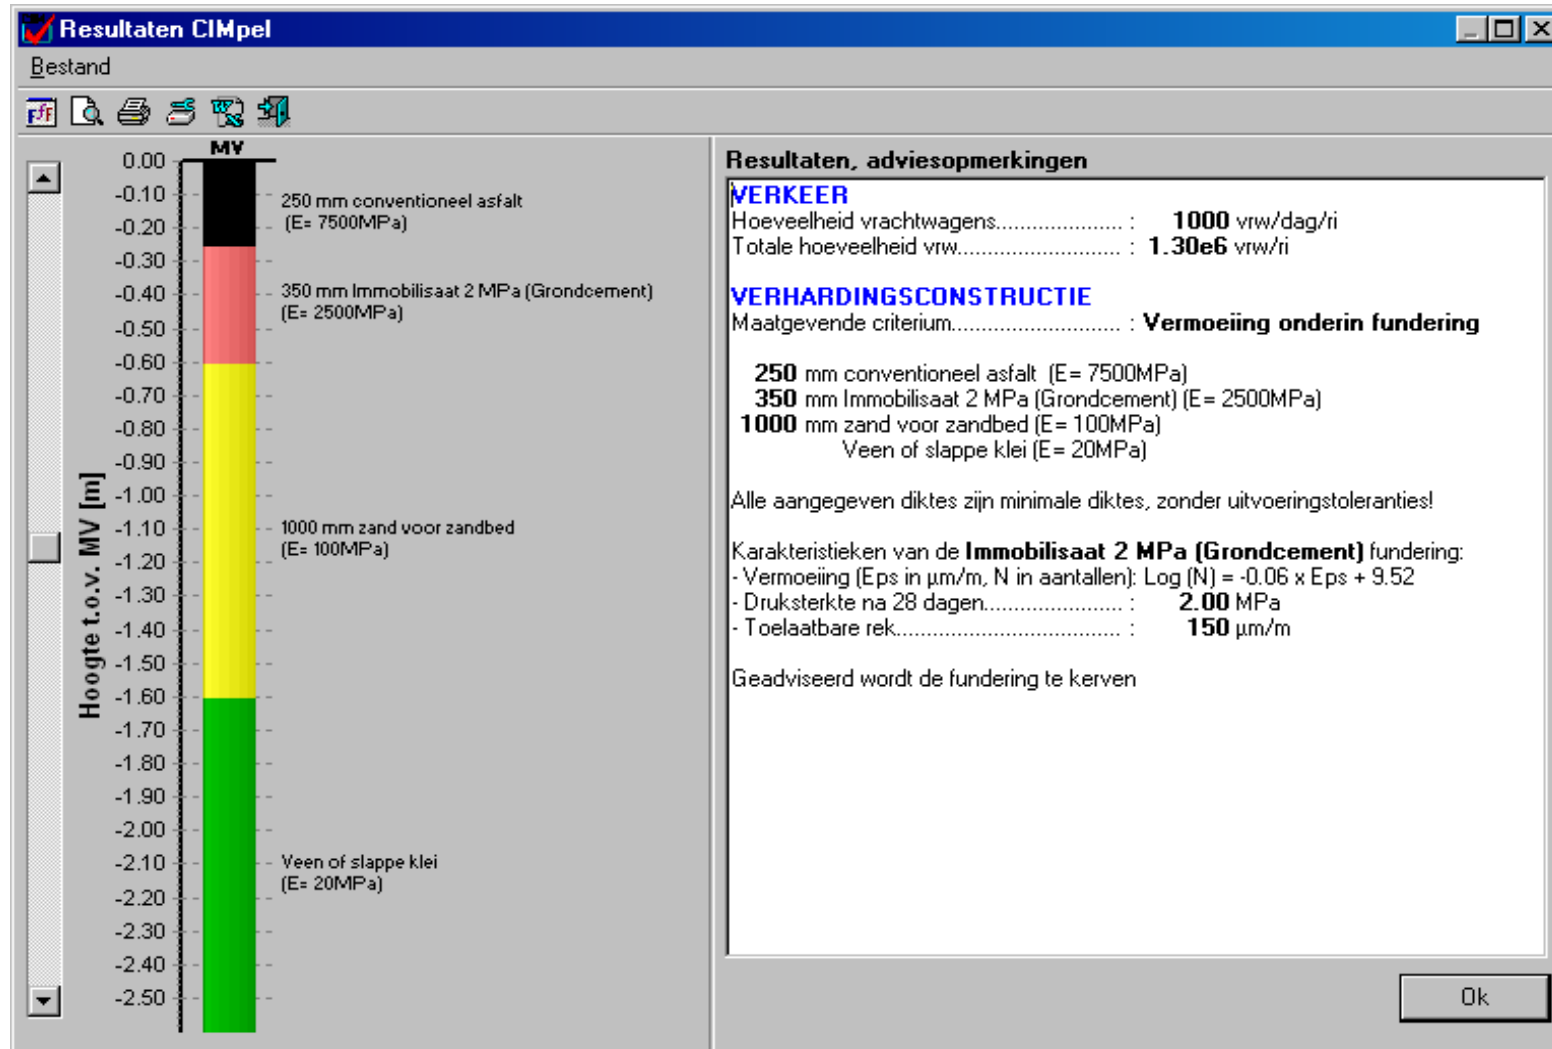 Resultaten CIMpel
Bestand
MV
0.00
-0.10
-0.20
-0.30
-0.40
-0.50
-0.60
-0.70
-0.80
-0.90
-1.00
-1.10
-1.20
-1.30
-1.40
-1.50
-1.60
-1.70
-1.80
-1.90
-2.00
-2.10
-2.20
-2.30
-2.40
-2.50
Hoogte t.o.v. MV [m]
250 mm conventioneel asfalt
(E= 7500MPa)
350 mm Immobilisaat 2 MPa (Grondcement)
(E= 2500MPa)
1000 mm zand voor zandbed
(E= 100MPa)
Veen of slappe klei
(E= 20MPa)
Resultaten, adviesopmerkingen
VERKEER
Hoeveelheid vrachtwagens..................... : 1000 vrw/dag/ri
Totale hoeveelheid vrw........................... : 1.30e6 vrw/ri
VERHARDINGSCONSTRUCTIE
Maatgevende criterium............................ : Vermoeiing onderin fundering
250 mm conventioneel asfalt (E= 7500MPa)
350 mm Immobilisaat 2 MPa (Grondcement) (E= 2500MPa)
1000 mm zand voor zandbed (E= 100MPa)
Veen of slappe klei (E= 20MPa)
Alle aangegeven diktes zijn minimale diktes, zonder uitvoeringstoleranties!
Karakteristieken van de Immobilisaat 2 MPa (Grondcement) fundering:
- Vermoeiing (Eps in µm/m, N in aantallen): Log (N) = -0.06 x Eps + 9.52
- Druksterkte na 28 dagen....................... : 2.00 MPa
- Toelaatbare rek..................................... : 150 µm/m
Geadviseerd wordt de fundering te kerven
Ok